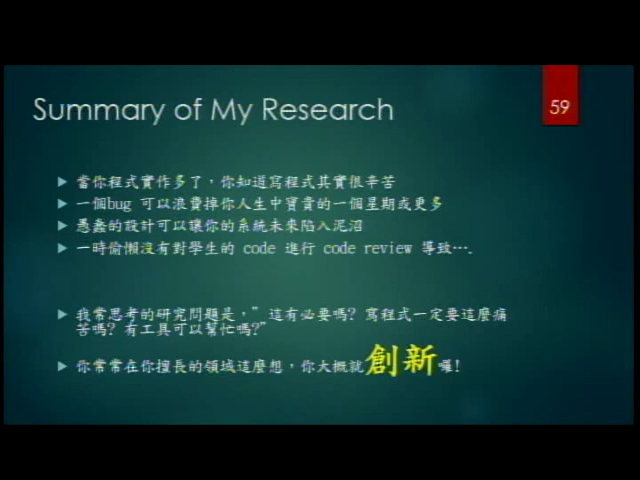 Summary of My Research
59
當你程式實作多了，你知道寫程式其實很辛苦
一個bug 可以浪費掉你人生中寶貴的一個星期或更多
愚蠢的設計可以讓你的系統未來陷入泥沼
一時偷懶沒有對學生的 code 進行 code review 導致….
我常思考的研究問題是，”這有必要嗎? 寫程式一定要這麼痛
苦嗎? 有工具可以幫忙嗎?”
你常常在你擅長的領域這麼想，你大概就創新囉!